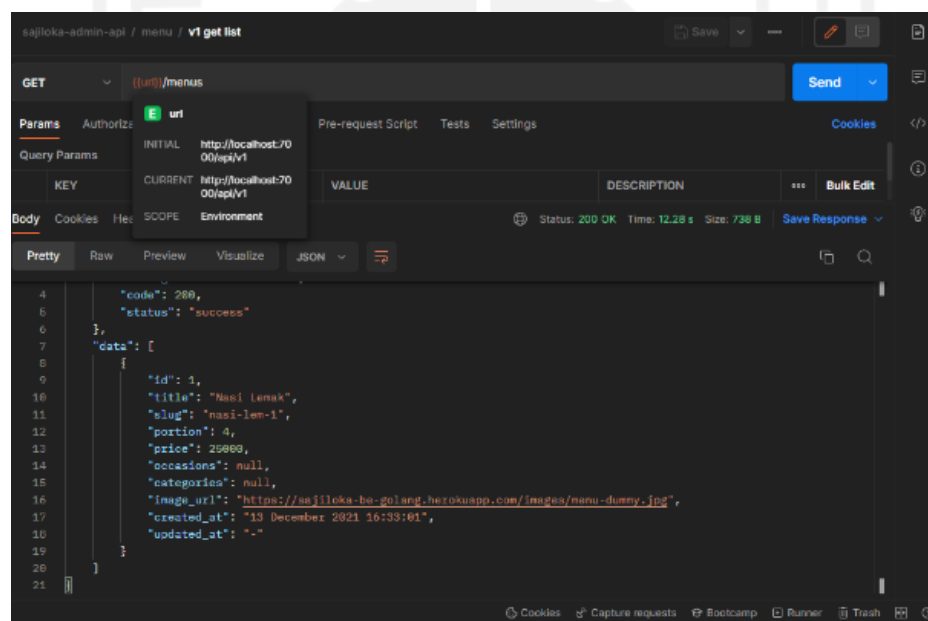 sajiloka-admin-api / menu / v1 get list
Save
GET
{{url}}/menus
Send
E url
Params
Pre-request Script
Tests
Settings
Cookies
INITIAL
http://localhost:70
00/api/v1
Query Params
CURRENT
http://localhost:70
00/api/v1
KEY
VALUE
DESCRIPTION
Bulk Edit
SCOPE
Environment
Body
Cookies
Status: 200 OK
Time: 12.28 s
Size: 738 B
Save Response
Pretty
Raw
Preview
Visualize
JSON
4 "code": 200,
5 "status": "success"
6 },
7 "data": [
8 {
9 "id": 1,
10 "title": "Nasi Lemak",
11 "slug": "nasi-lem-1",
12 "portion": 4,
13 "price": 25000,
14 "occasions": null,
15 "categories": null,
16 "image_url": "https://sajiloka-be-golang.herokuapp.com/images/menu-dummy.jpg",
17 "created_at": "13 December 2021 16:33:01",
18 "updated_at": "-"
19 }
20 ]
21 }
Cookies
Capture requests
Bootcamp
Runner
Trash